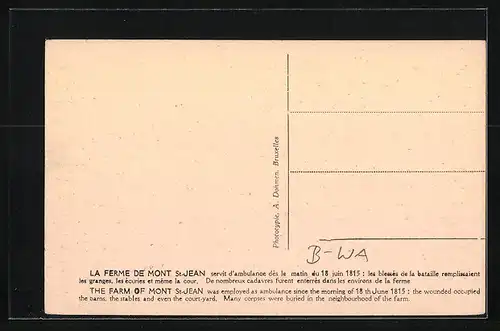 Phototypie, A. Dohmen, Bruxelles
B-WA
LA FERME DE MONT St-JEAN servit d'ambulance dès le matin du 18 juin 1815 ; les blessés de la bataille remplissaient
les granges, les écuries et même la cour. De nombreux cadavres furent enterrés dans les environs de la ferme
THE FARM OF MONT St-JEAN was employed as ambulance since the morning of 18 th June 1815 ; the wounded occupied
the barns, the stables and even the court-yard. Many corpses were buried in the neighbourhood of the farm.